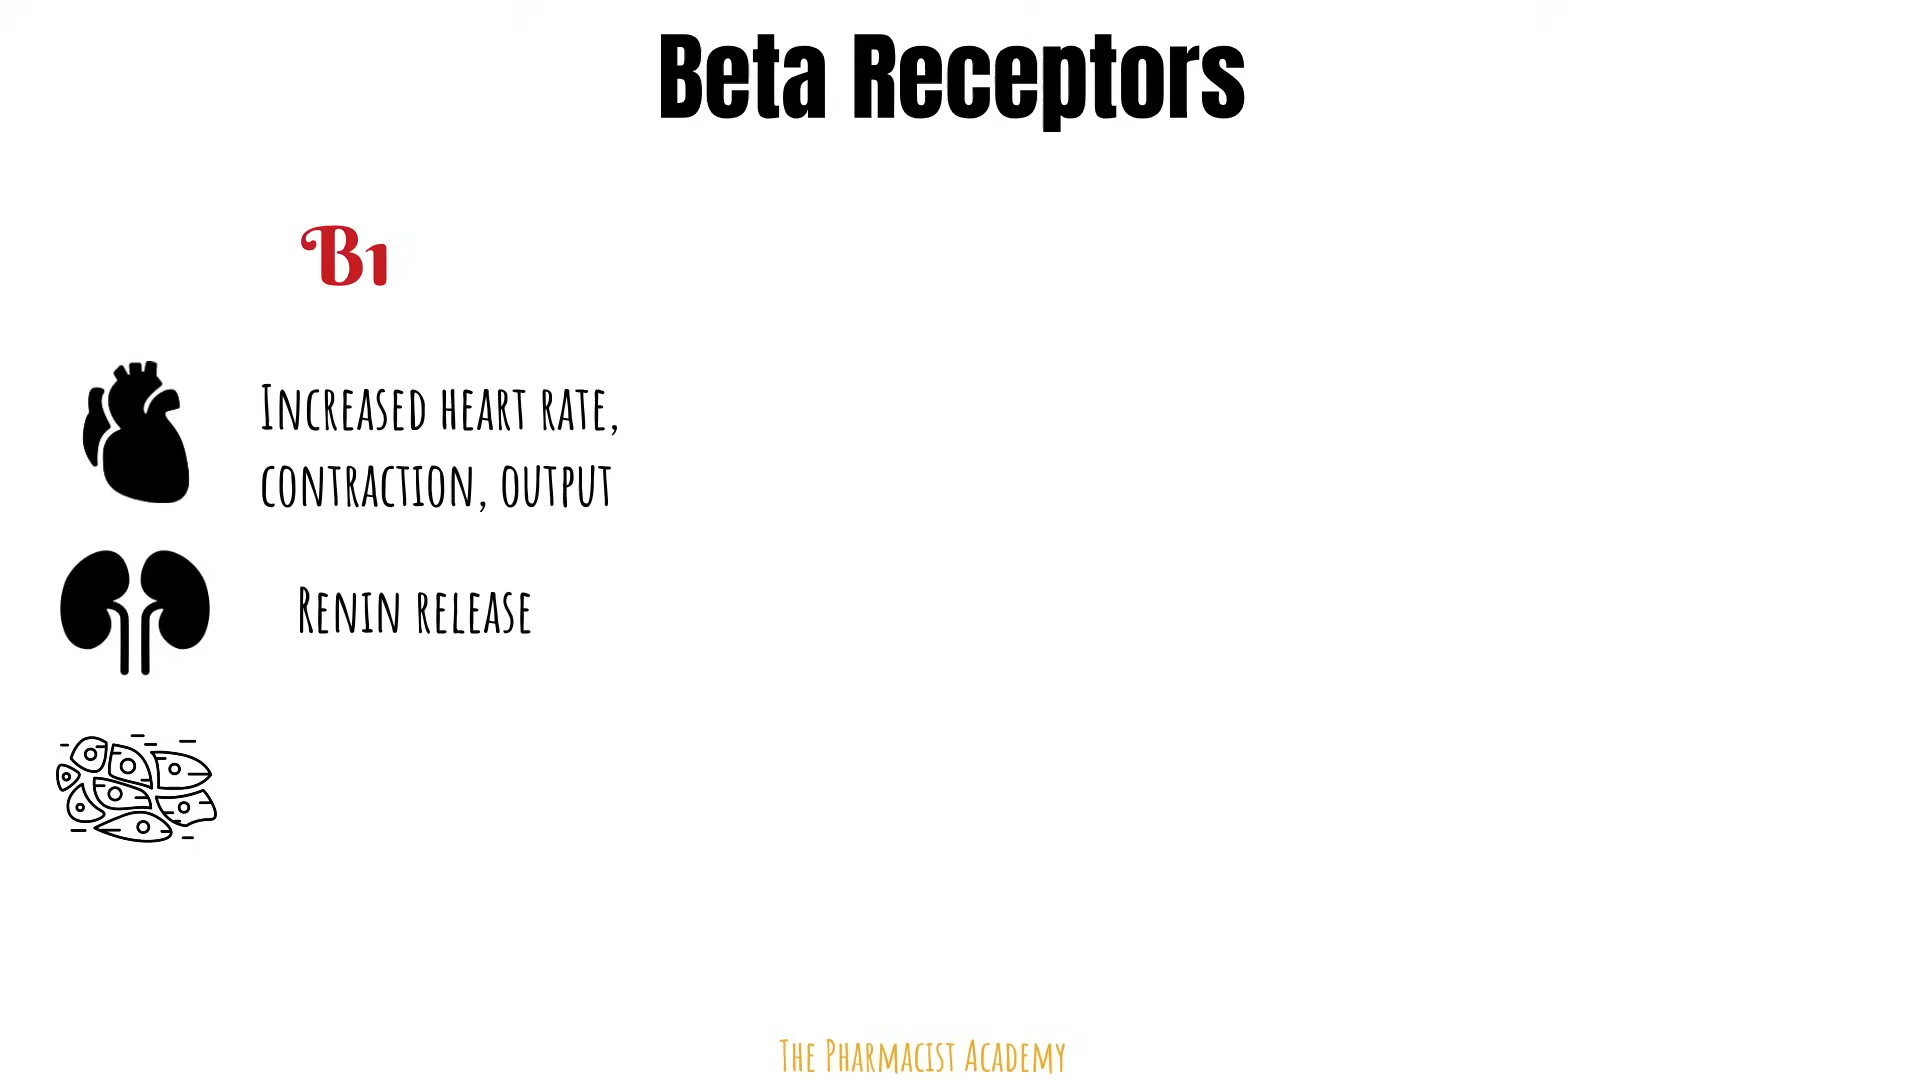 Beta Receptors
B1
Increased heart rate,
contraction, output
Renin release
The Pharmacist Academy